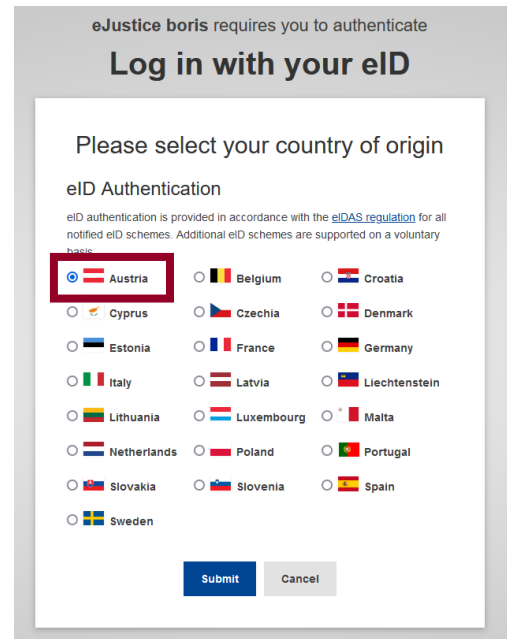 eJustice boris requires you to authenticate
Log in with your eID
Please select your country of origin
eID Authentication
eID authentication is provided in accordance with the eIDAS regulation for all
notified eID schemes. Additional eID schemes are supported on a voluntary
basis.
Austria Belgium Croatia
Cyprus Czechia Denmark
Estonia France Germany
Italy Latvia Liechtenstein
Lithuania Luxembourg Malta
Netherlands Poland Portugal
Slovakia Slovenia Spain
Sweden
Submit Cancel